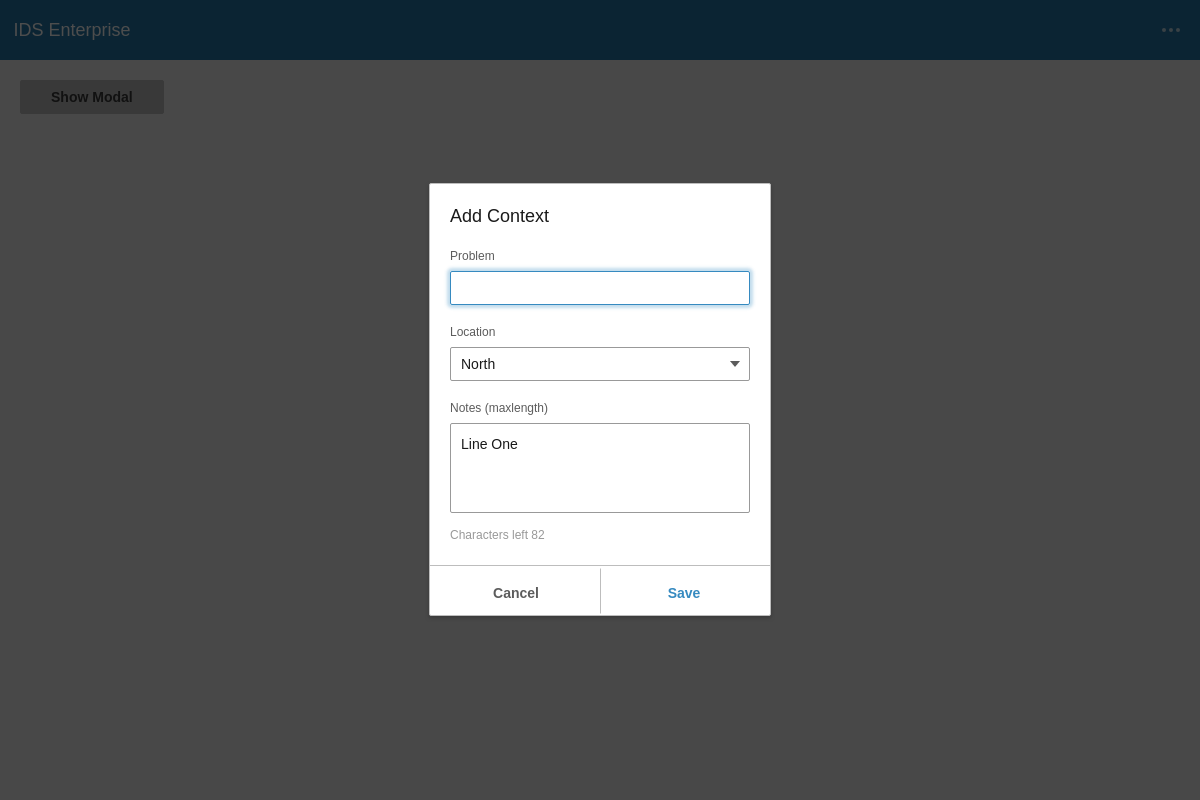 IDS Enterprise
Show Modal
Add Context
Problem
Location
North
Notes (maxlength)
Line One
Characters left 82
Cancel
Save